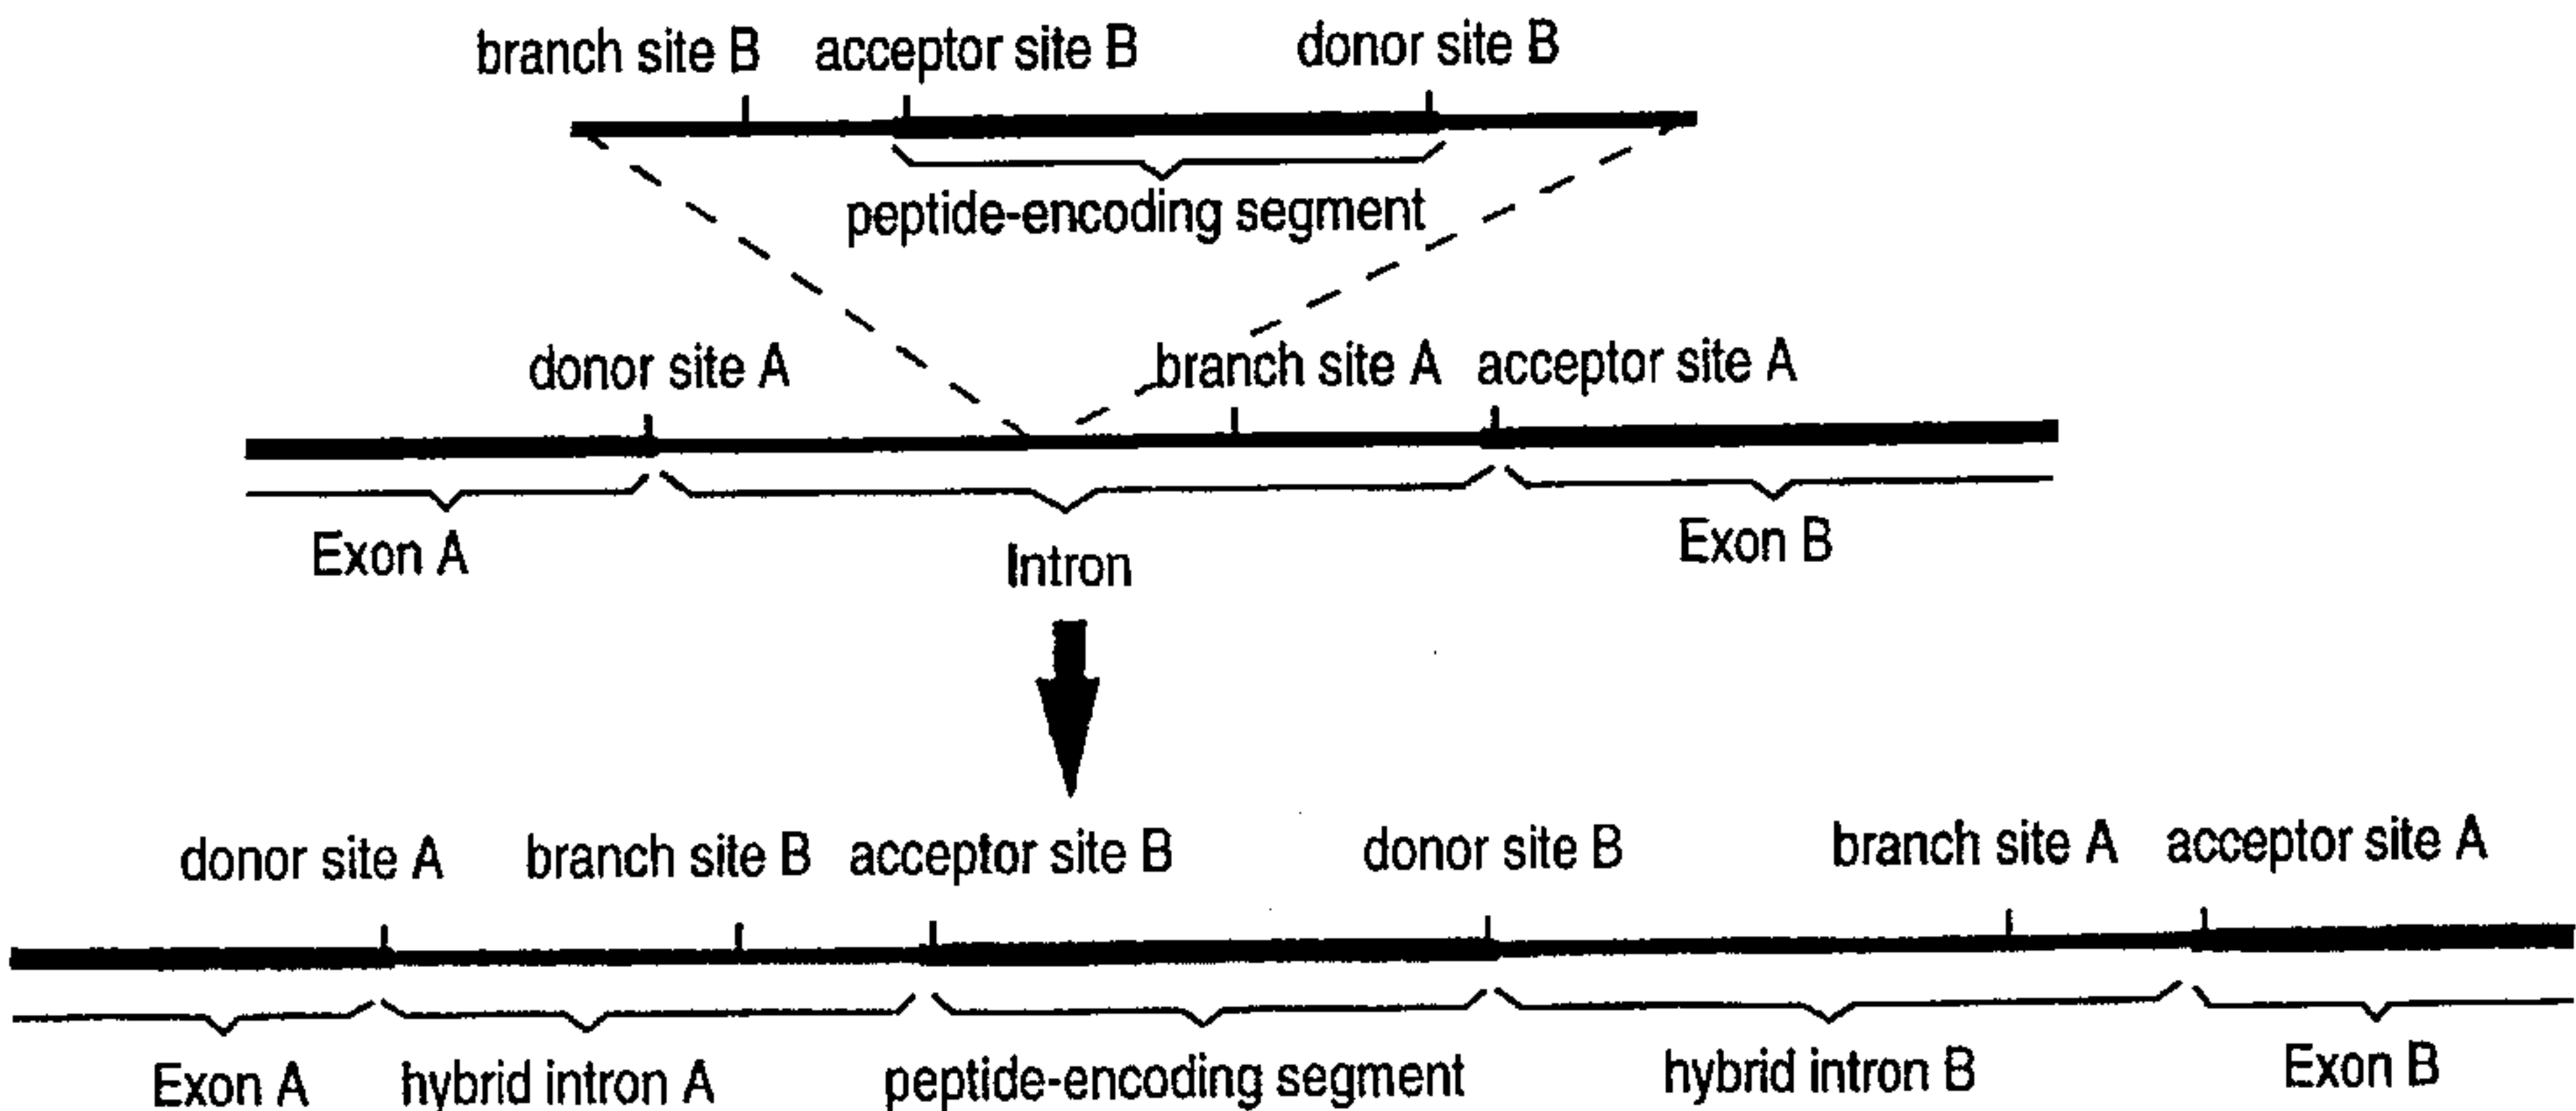 branch site B acceptor site B donor site B
peptide-encoding segment
donor site A branch site A acceptor site A
Exon A Intron Exon B
donor site A branch site B acceptor site B donor site B branch site A acceptor site A
Exon A hybrid intron A peptide-encoding segment hybrid intron B Exon B